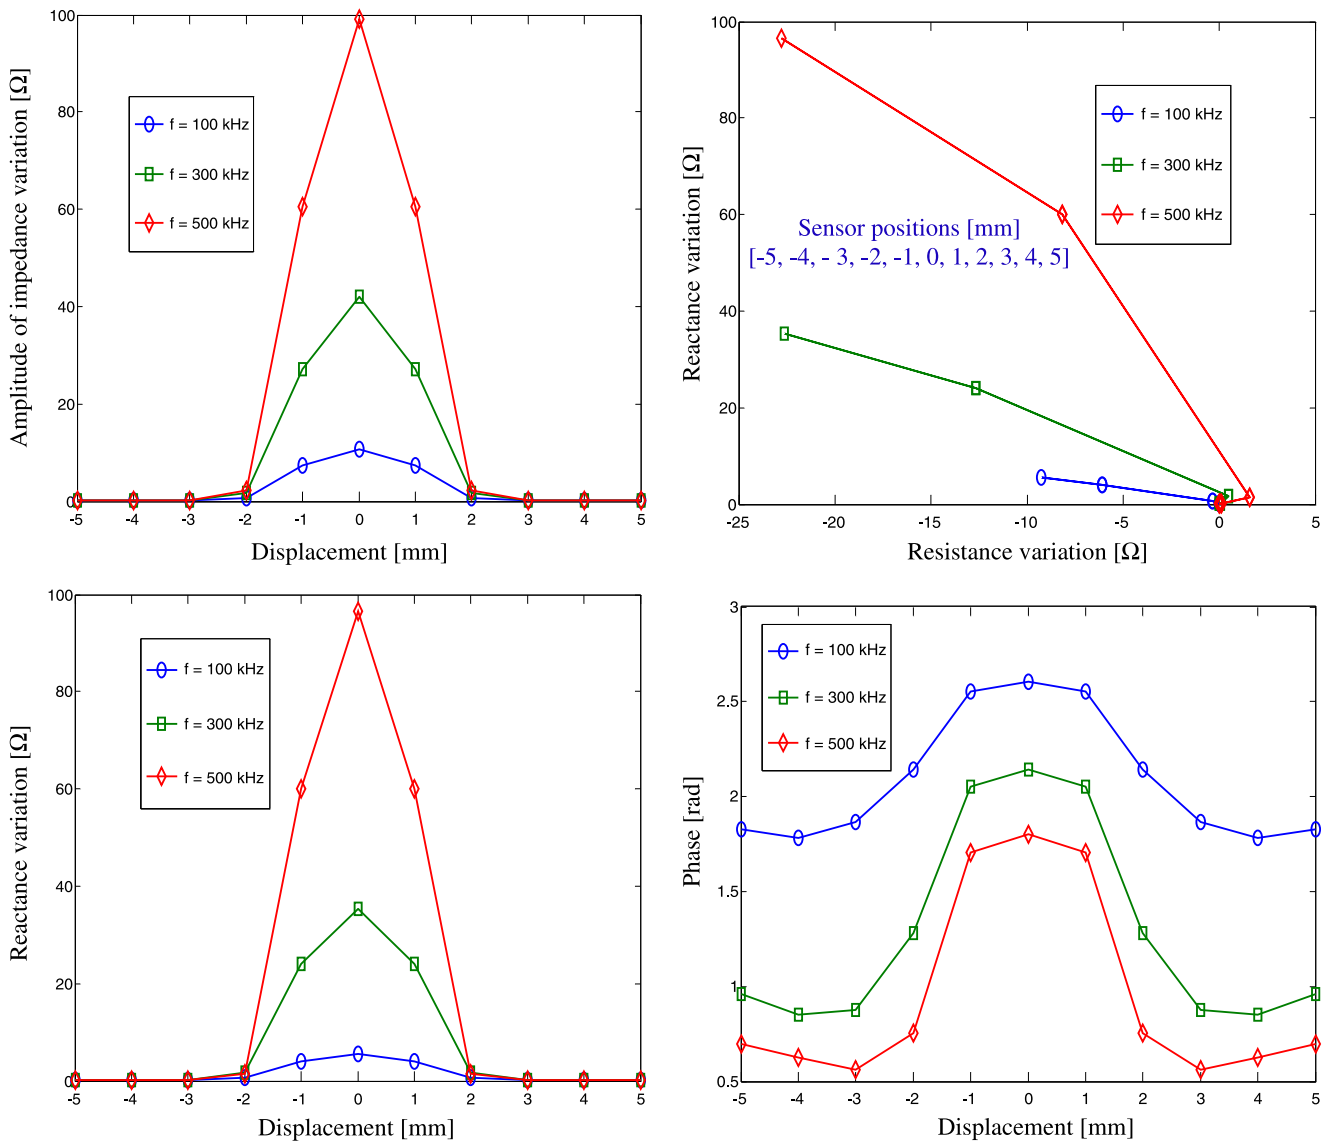 100
80
60
40
20
0
-5 -4 -3 -2 -1 0 1 2 3 4 5
Amplitude of impedance variation [Ω]
Displacement [mm]
f = 100 kHz
f = 300 kHz
f = 500 kHz
100
80
60
40
20
0
-25 -20 -15 -10 -5 0 5
Reactance variation [Ω]
Resistance variation [Ω]
f = 100 kHz
f = 300 kHz
f = 500 kHz
Sensor positions [mm]
[-5, -4, - 3, -2, -1, 0, 1, 2, 3, 4, 5]
100
80
60
40
20
0
-5 -4 -3 -2 -1 0 1 2 3 4 5
Reactance variation [Ω]
Displacement [mm]
f = 100 kHz
f = 300 kHz
f = 500 kHz
3
2.5
2
1.5
1
0.5
-5 -4 -3 -2 -1 0 1 2 3 4 5
Phase [rad]
Displacement [mm]
f = 100 kHz
f = 300 kHz
f = 500 kHz